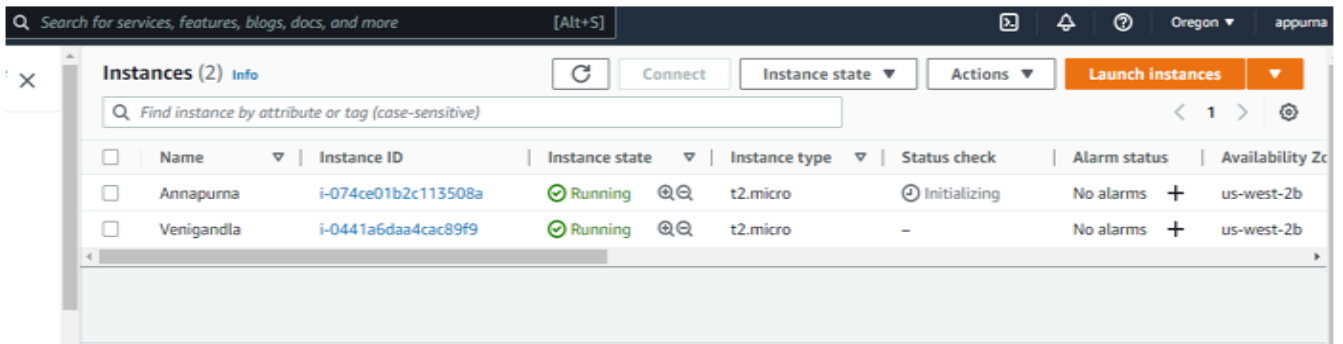 Search for services, features, blogs, docs, and more [Alt+S] Oregon ▼ appurna
Instances (2) Info Connect Instance state ▼ Actions ▼ Launch instances ▼
Find instance by attribute or tag (case-sensitive) < 1 >
Name Instance ID Instance state Instance type Status check Alarm status Availability Zo
Annapurna i-074ce01b2c113508a Running t2.micro Initializing No alarms + us-west-2b
Venigandla i-0441a6daa4cac89f9 Running t2.micro – No alarms + us-west-2b